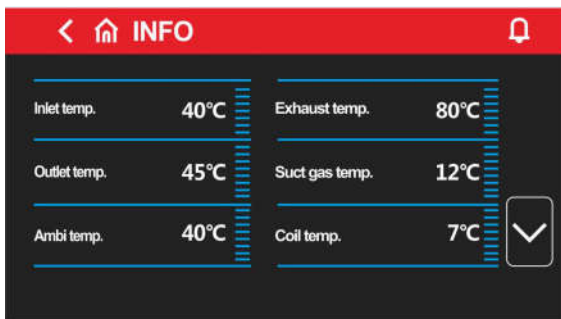 INFO
Inlet temp. 40°C Exhaust temp. 80°C
Outlet temp. 45°C Suct gas temp. 12°C
Ambi temp. 40°C Coil temp. 7°C